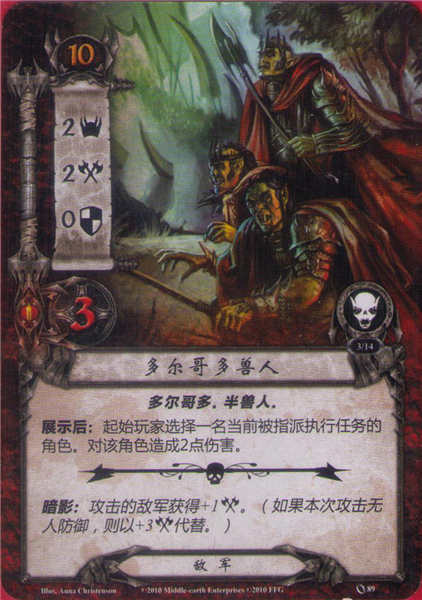 10
2
2
0
3
3/14
多尔哥多兽人
多尔哥多. 半兽人.
展示后：起始玩家选择一名当前被指派执行任务的
角色。对该角色造成2点伤害。
暗影：攻击的敌军获得+1。（如果本次攻击无
人防御，则以+3代替。）
敌军
Illus. Anna Christenson ©2010 Middle-earth Enterprises ©2010 FFG 89